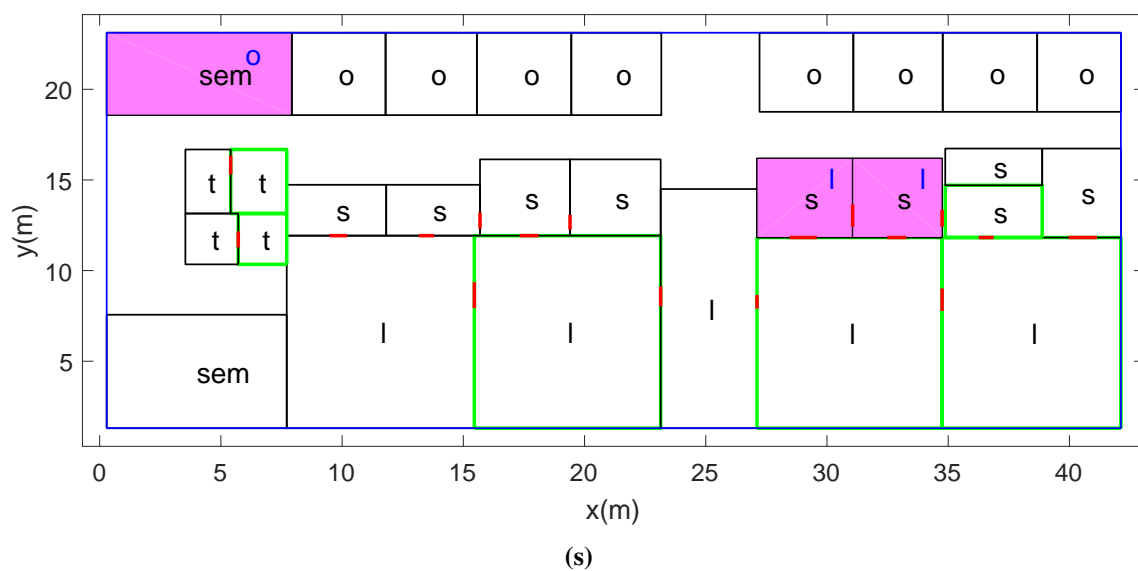 o
sem o o o o o o o o
20
s
t t l l
15
s s s s s s s s
t t
y(m)
10
l l l l l
5
sem
0 5 10 15 20 25 30 35 40
x(m)
(s)